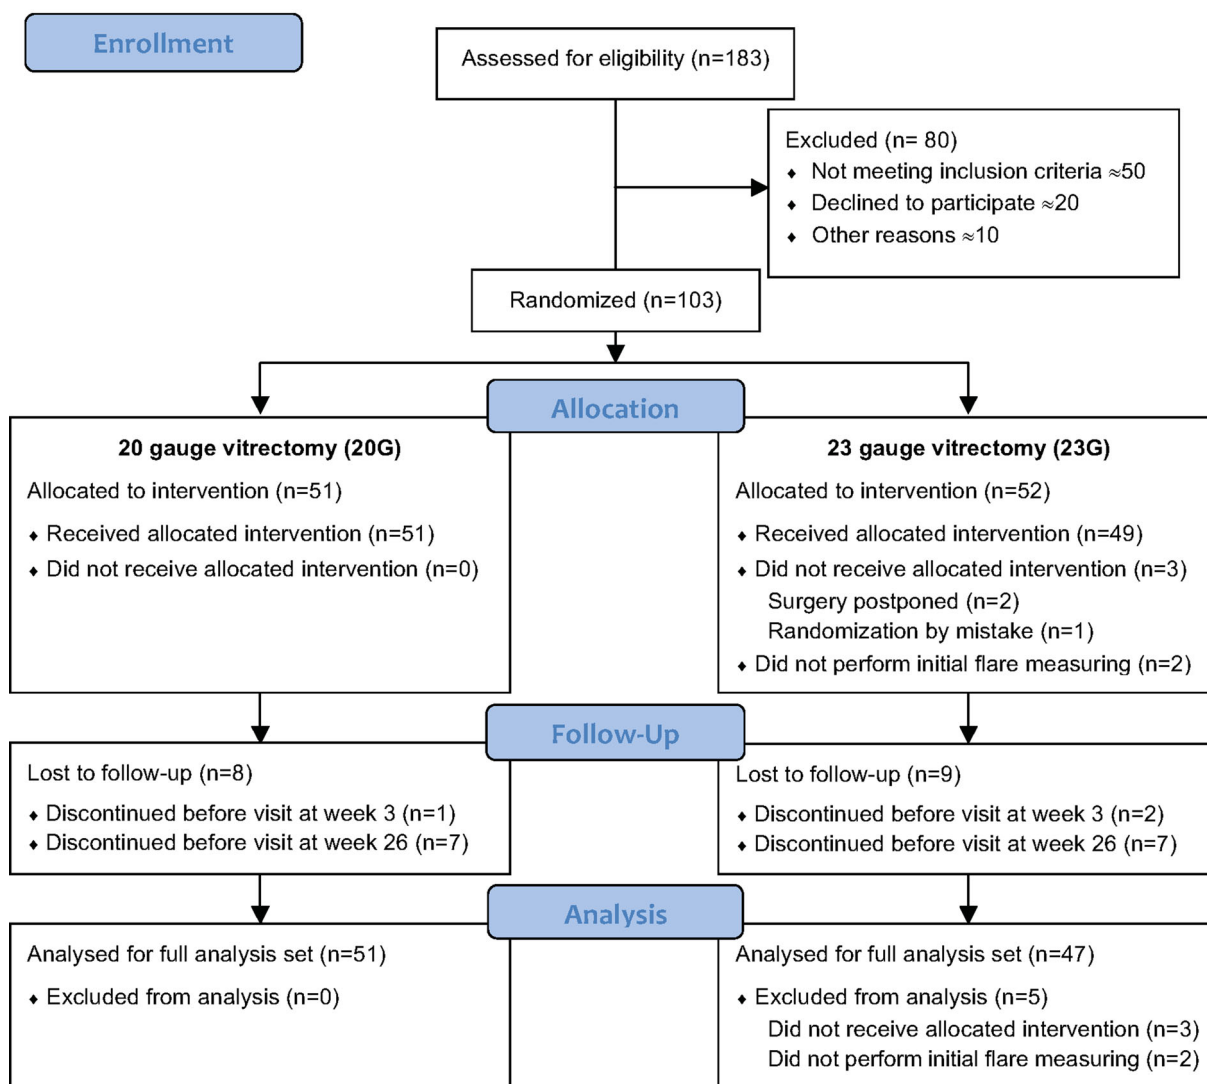 Enrollment
Assessed for eligibility (n=183)
Excluded (n= 80)
♦ Not meeting inclusion criteria ≈50
♦ Declined to participate ≈20
♦ Other reasons ≈10
Randomized (n=103)
Allocation
20 gauge vitrectomy (20G)
Allocated to intervention (n=51)
♦ Received allocated intervention (n=51)
♦ Did not receive allocated intervention (n=0)
23 gauge vitrectomy (23G)
Allocated to intervention (n=52)
♦ Received allocated intervention (n=49)
♦ Did not receive allocated intervention (n=3)
Surgery postponed (n=2)
Randomization by mistake (n=1)
♦ Did not perform initial flare measuring (n=2)
Follow-Up
Lost to follow-up (n=8)
♦ Discontinued before visit at week 3 (n=1)
♦ Discontinued before visit at week 26 (n=7)
Lost to follow-up (n=9)
♦ Discontinued before visit at week 3 (n=2)
♦ Discontinued before visit at week 26 (n=7)
Analysis
Analysed for full analysis set (n=51)
♦ Excluded from analysis (n=0)
Analysed for full analysis set (n=47)
♦ Excluded from analysis (n=5)
Did not receive allocated intervention (n=3)
Did not perform initial flare measuring (n=2)